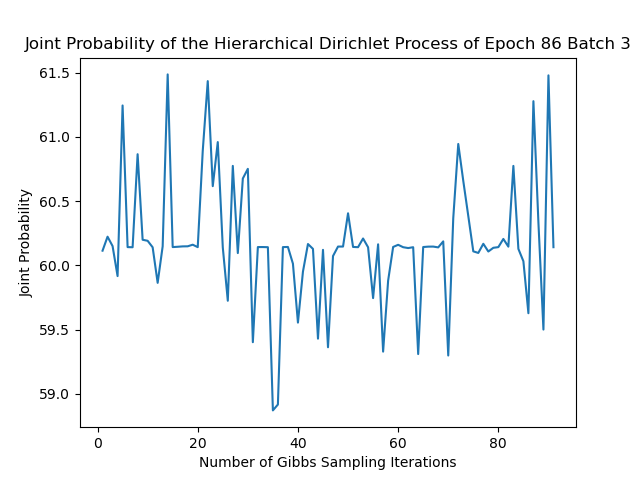 Joint Probability of the Hierarchical Dirichlet Process of Epoch 86 Batch 3
61.5
61.0
60.5
60.0
59.5
59.0
Joint Probability
0 20 40 60 80
Number of Gibbs Sampling Iterations